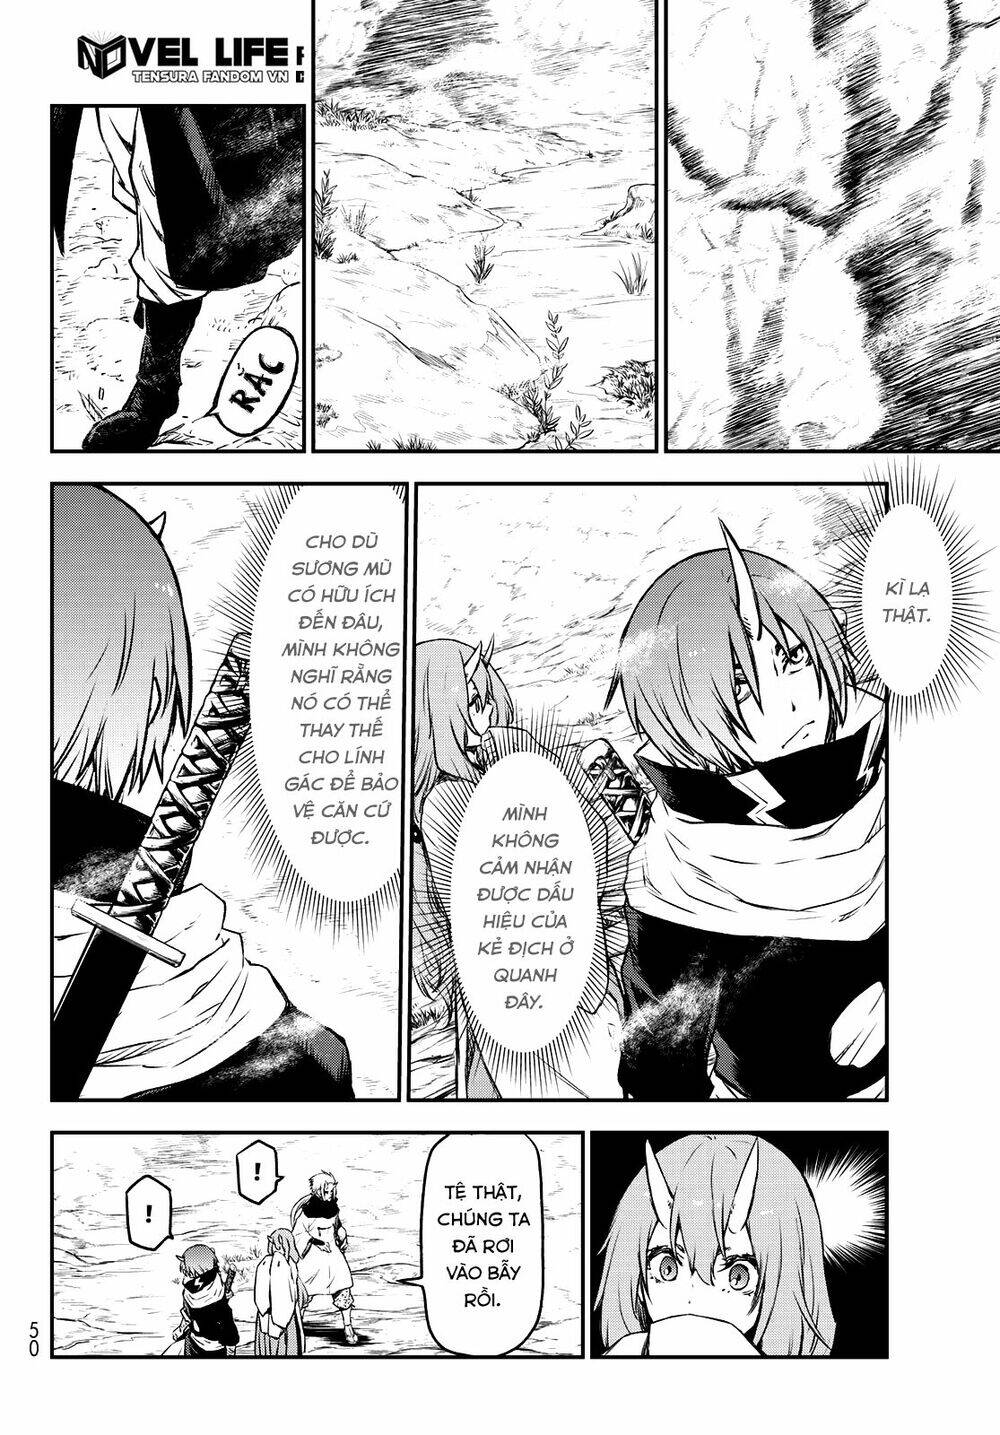 NOVEL LIFE
TENSURA FANDOM VN
RẮC
KÌ LẠ
THẬT.
MÌNH
KHÔNG
CẢM NHẬN
ĐƯỢC DẤU
HIỆU CỦA
KẺ ĐỊCH Ở
QUANH
ĐÂY.
CHO DÙ
SƯƠNG MÙ
CÓ HỮU ÍCH
ĐẾN ĐÂU,
MÌNH KHÔNG
NGHĨ RẰNG
NÓ CÓ THỂ
THAY THẾ
CHO LÍNH
GÁC ĐỂ BẢO
VỆ CĂN CỨ
ĐƯỢC.
TỆ THẬT,
CHÚNG TA
ĐÃ RƠI
VÀO BẪY
RỒI.
!
!
50